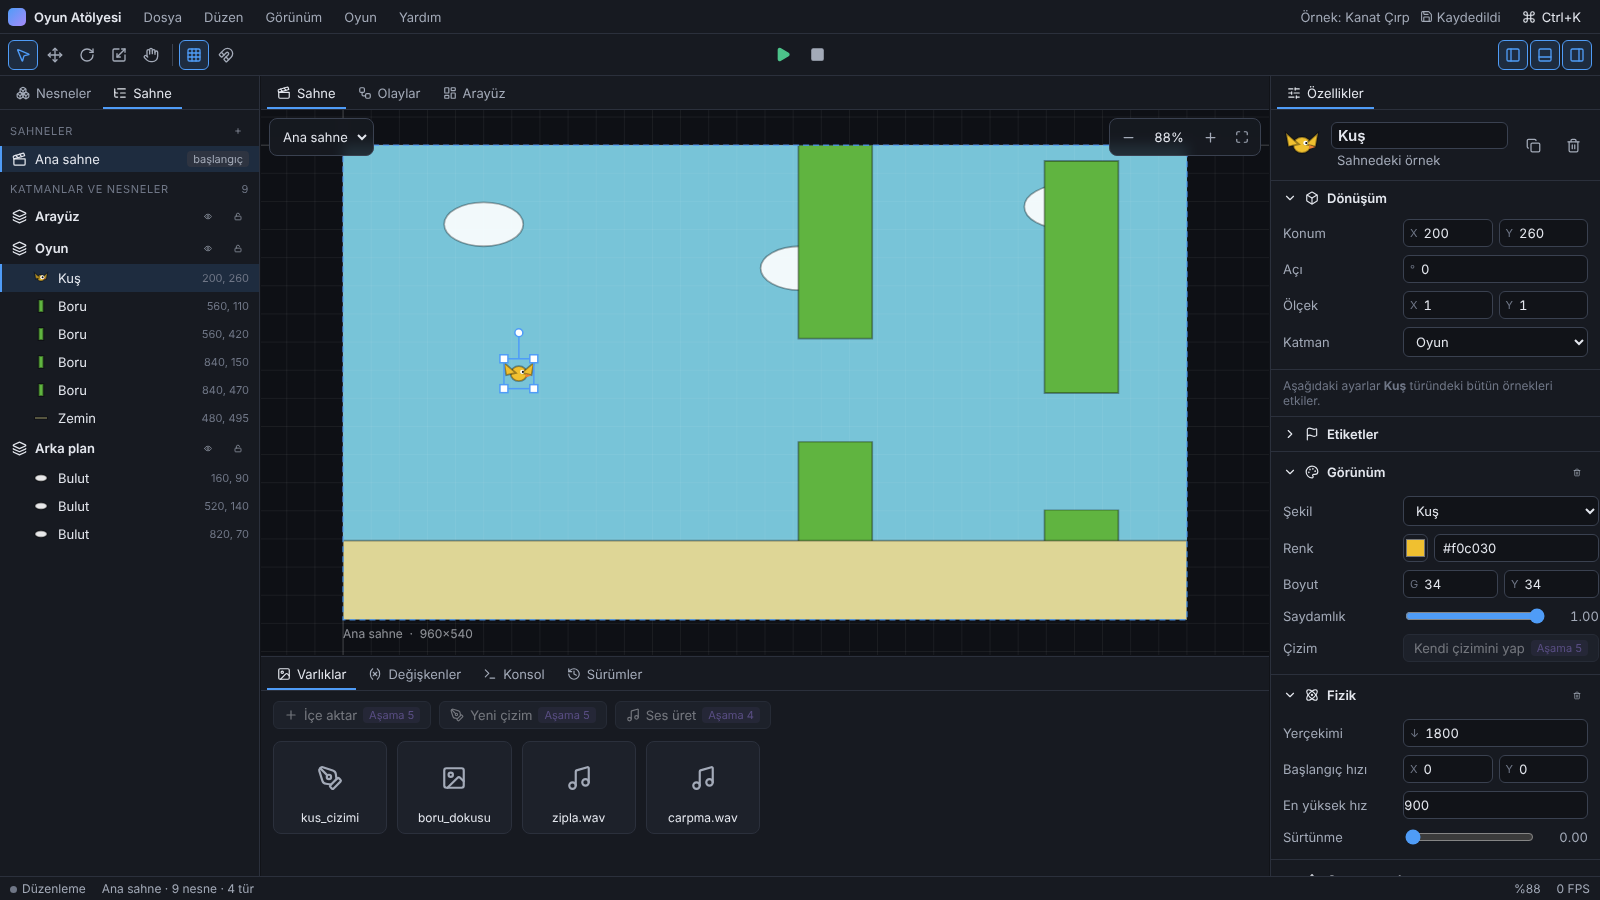 Oyun Atölyesi Dosya Düzen Görünüm Oyun Yardım Örnek: Kanat Çırp Kaydedildi ⌘ Ctrl+K
Nesneler Sahne
SAHNELER +
Ana sahne başlangıç
KATMANLAR VE NESNELER 9
Arayüz
Oyun
Kuş 200, 260
Boru 560, 110
Boru 560, 420
Boru 840, 150
Boru 840, 470
Zemin 480, 495
Arka plan
Bulut 160, 90
Bulut 520, 140
Bulut 820, 70
Sahne Olaylar Arayüz
Ana sahne
− 88% +
Ana sahne · 960×540
Varlıklar Değişkenler Konsol Sürümler
+ İçe aktar Aşama 5 Yeni çizim Aşama 5 Ses üret Aşama 4
kus_cizimi boru_dokusu zipla.wav carpma.wav
Özellikler
Kuş
Sahnedeki örnek
Dönüşüm
Konum X 200 Y 260
Açı ° 0
Ölçek X 1 Y 1
Katman Oyun
Aşağıdaki ayarlar Kuş türündeki bütün örnekleri
etkiler.
Etiketler
Görünüm
Şekil Kuş
Renk #f0c030
Boyut G 34 Y 34
Saydamlık 1.00
Çizim Kendi çizimini yap Aşama 5
Fizik
Yerçekimi ↓ 1800
Başlangıç hızı X 0 Y 0
En yüksek hız 900
Sürtünme 0.00
Düzenleme Ana sahne · 9 nesne · 4 tür %88 0 FPS